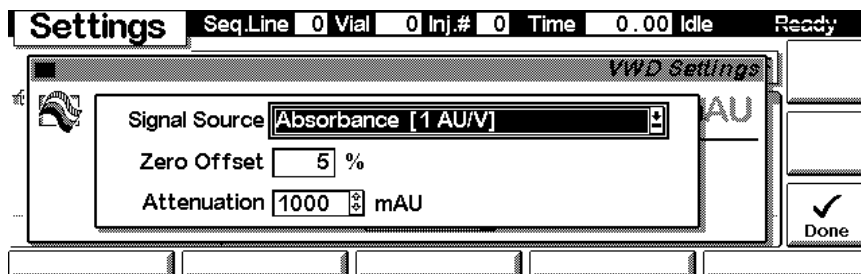 Settings Seq.Line 0 Vial 0 Inj.# 0 Time 0.00 Idle Ready
VWD Settings
AU
Signal Source Absorbance [1 AU/V]
Zero Offset 5 %
Attenuation 1000 mAU
Done